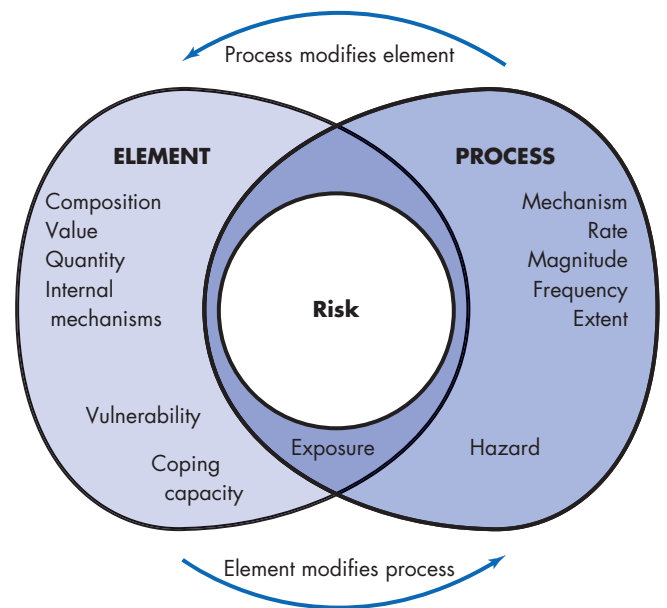 Process modifies element
ELEMENT
Composition
Value
Quantity
Internal
mechanisms
Vulnerability
Coping
capacity
Risk
Exposure
PROCESS
Mechanism
Rate
Magnitude
Frequency
Extent
Hazard
Element modifies process